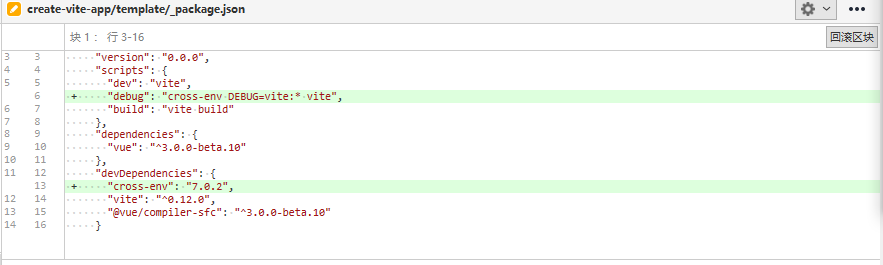 create-vite-app/template/_package.json
块 1： 行 3-16
回滚区块
3 3 "version": "0.0.0",
4 4 "scripts": {
5 5 "dev": "vite",
6 + "debug": "cross-env DEBUG=vite:* vite",
6 7 "build": "vite build"
7 8 },
8 9 "dependencies": {
9 10 "vue": "^3.0.0-beta.10"
10 11 },
11 12 "devDependencies": {
13 + "cross-env": "7.0.2",
12 14 "vite": "^0.12.0",
13 15 "@vue/compiler-sfc": "^3.0.0-beta.10"
14 16 }